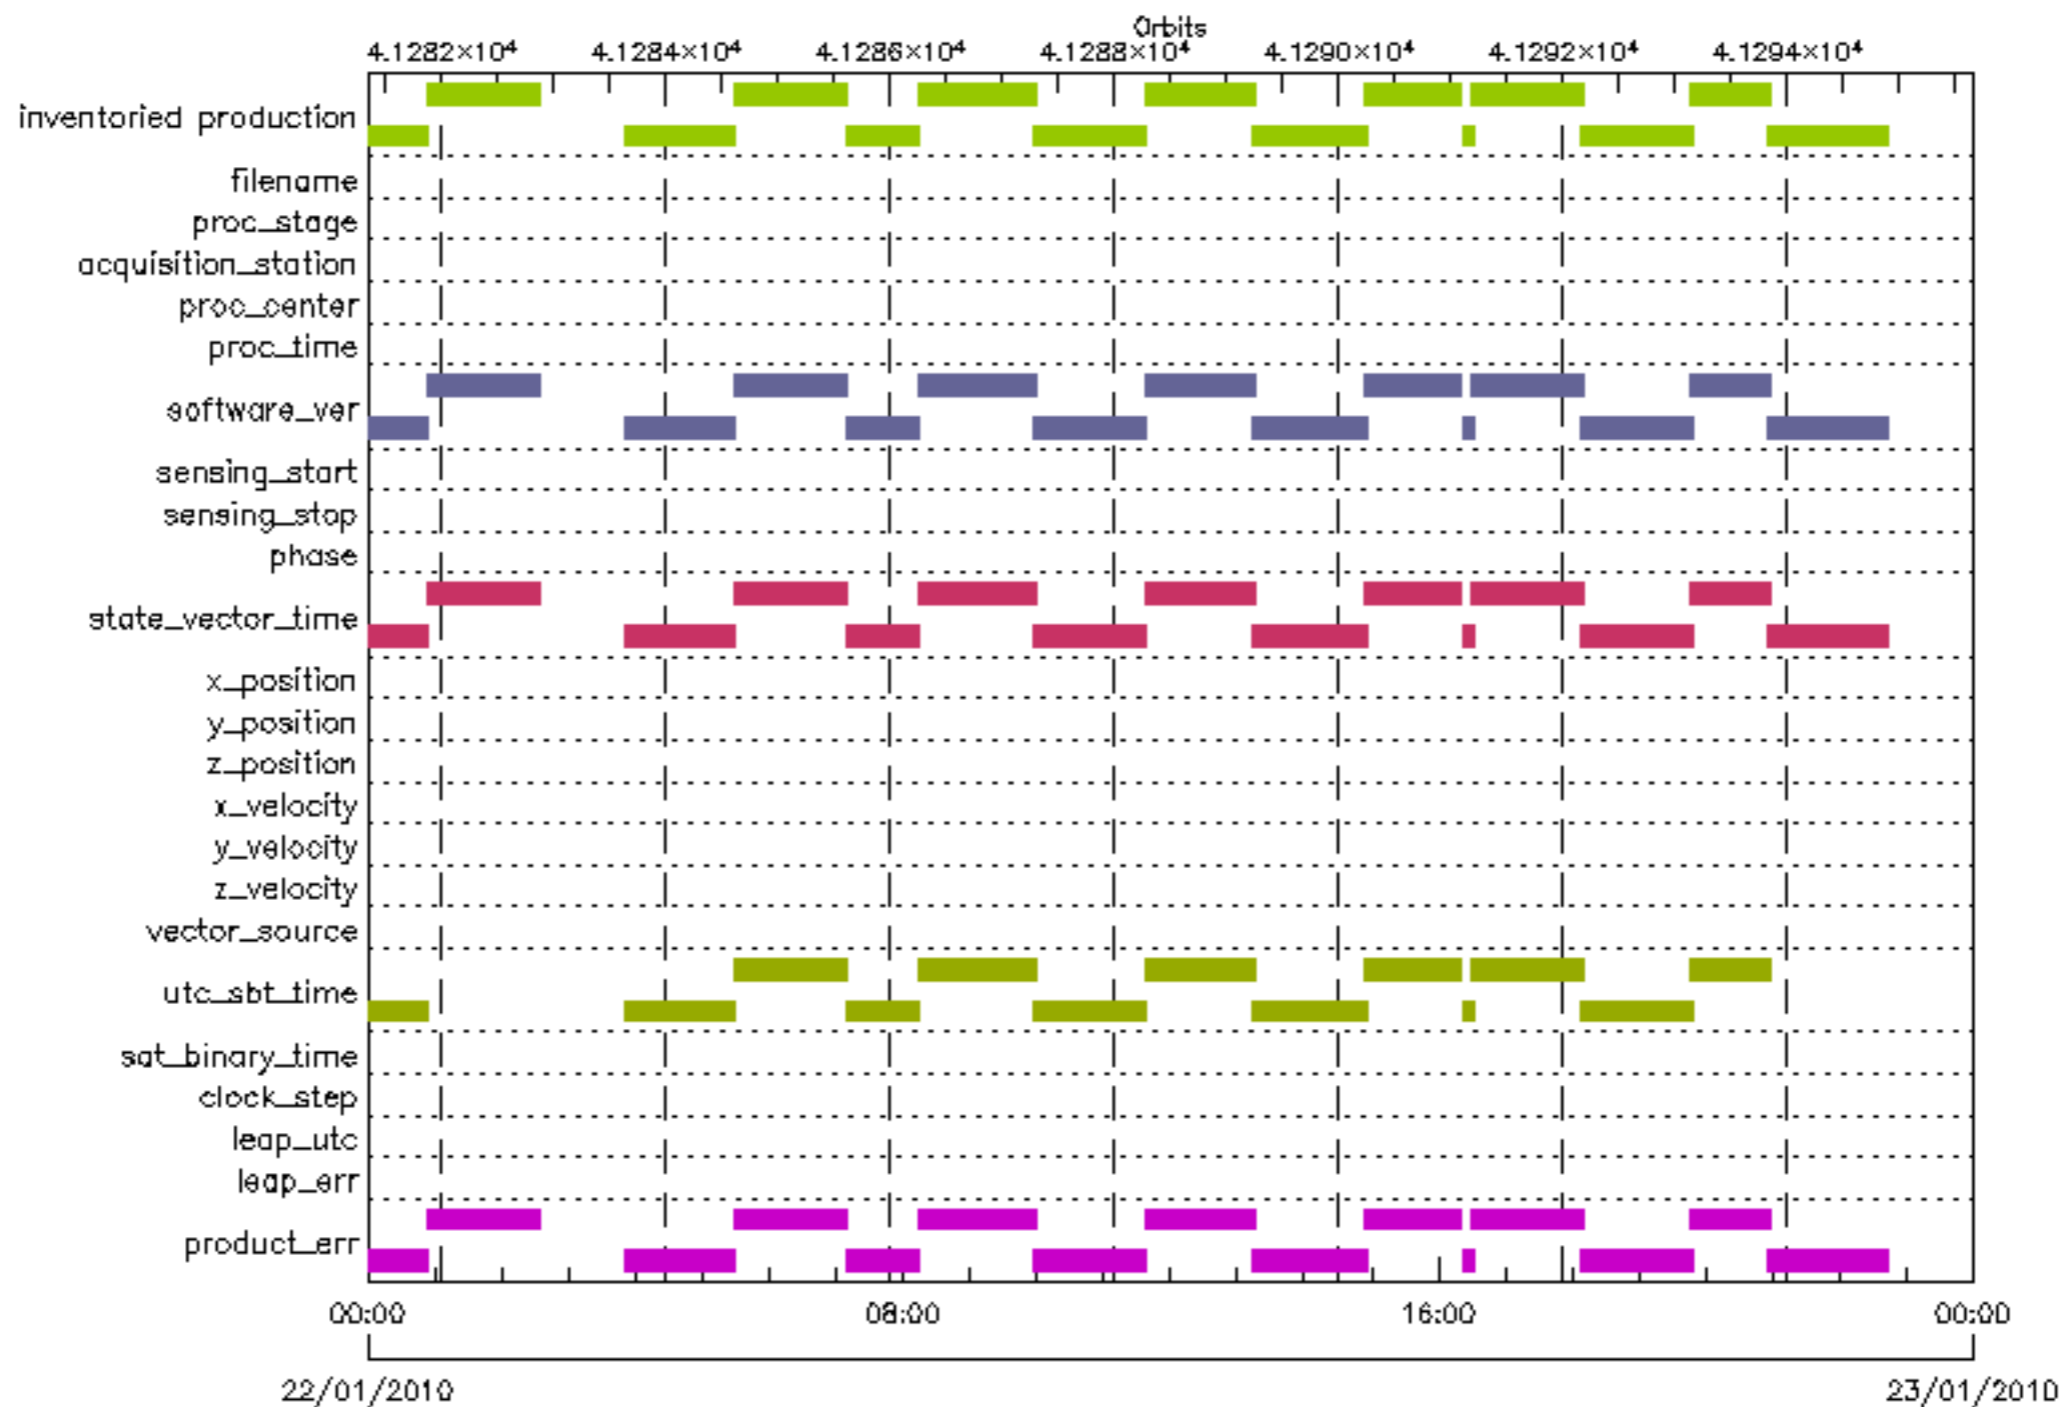 Orbits
4.1282×10⁴ 4.1284×10⁴ 4.1286×10⁴ 4.1288×10⁴ 4.1290×10⁴ 4.1292×10⁴ 4.1294×10⁴
inventoried production
filename
proc_stage
acquisition_station
proc_center
proc_time
software_ver
sensing_start
sensing_stop
phase
state_vector_time
x_position
y_position
z_position
x_velocity
y_velocity
z_velocity
vector_source
utc_sbt_time
sat_binary_time
clock_step
leap_utc
leap_err
product_err
00:00 08:00 16:00 00:00
22/01/2010 23/01/2010